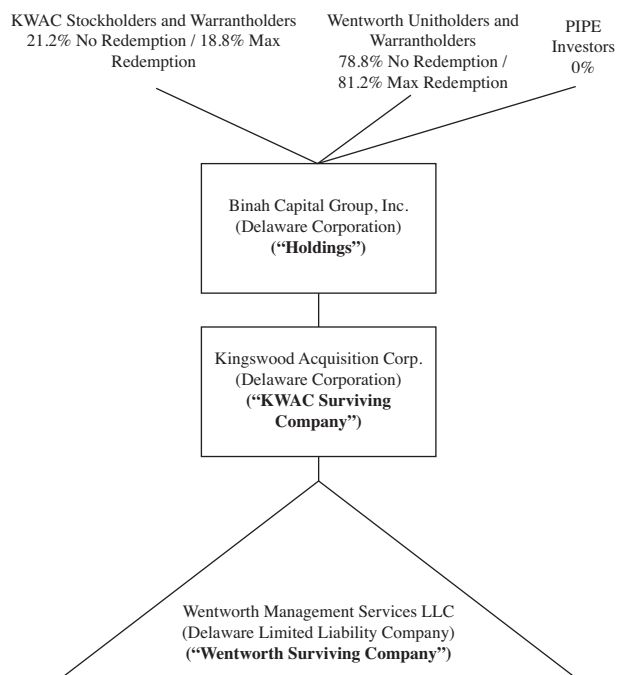 KWAC Stockholders and Warrantholders
21.2% No Redemption / 18.8% Max
Redemption
Wentworth Unitholders and
Warrantholders
78.8% No Redemption /
81.2% Max Redemption
PIPE
Investors
0%
Binah Capital Group, Inc.
(Delaware Corporation)
(“Holdings”)
Kingswood Acquisition Corp.
(Delaware Corporation)
(“KWAC Surviving
Company”)
Wentworth Management Services LLC
(Delaware Limited Liability Company)
(“Wentworth Surviving Company”)